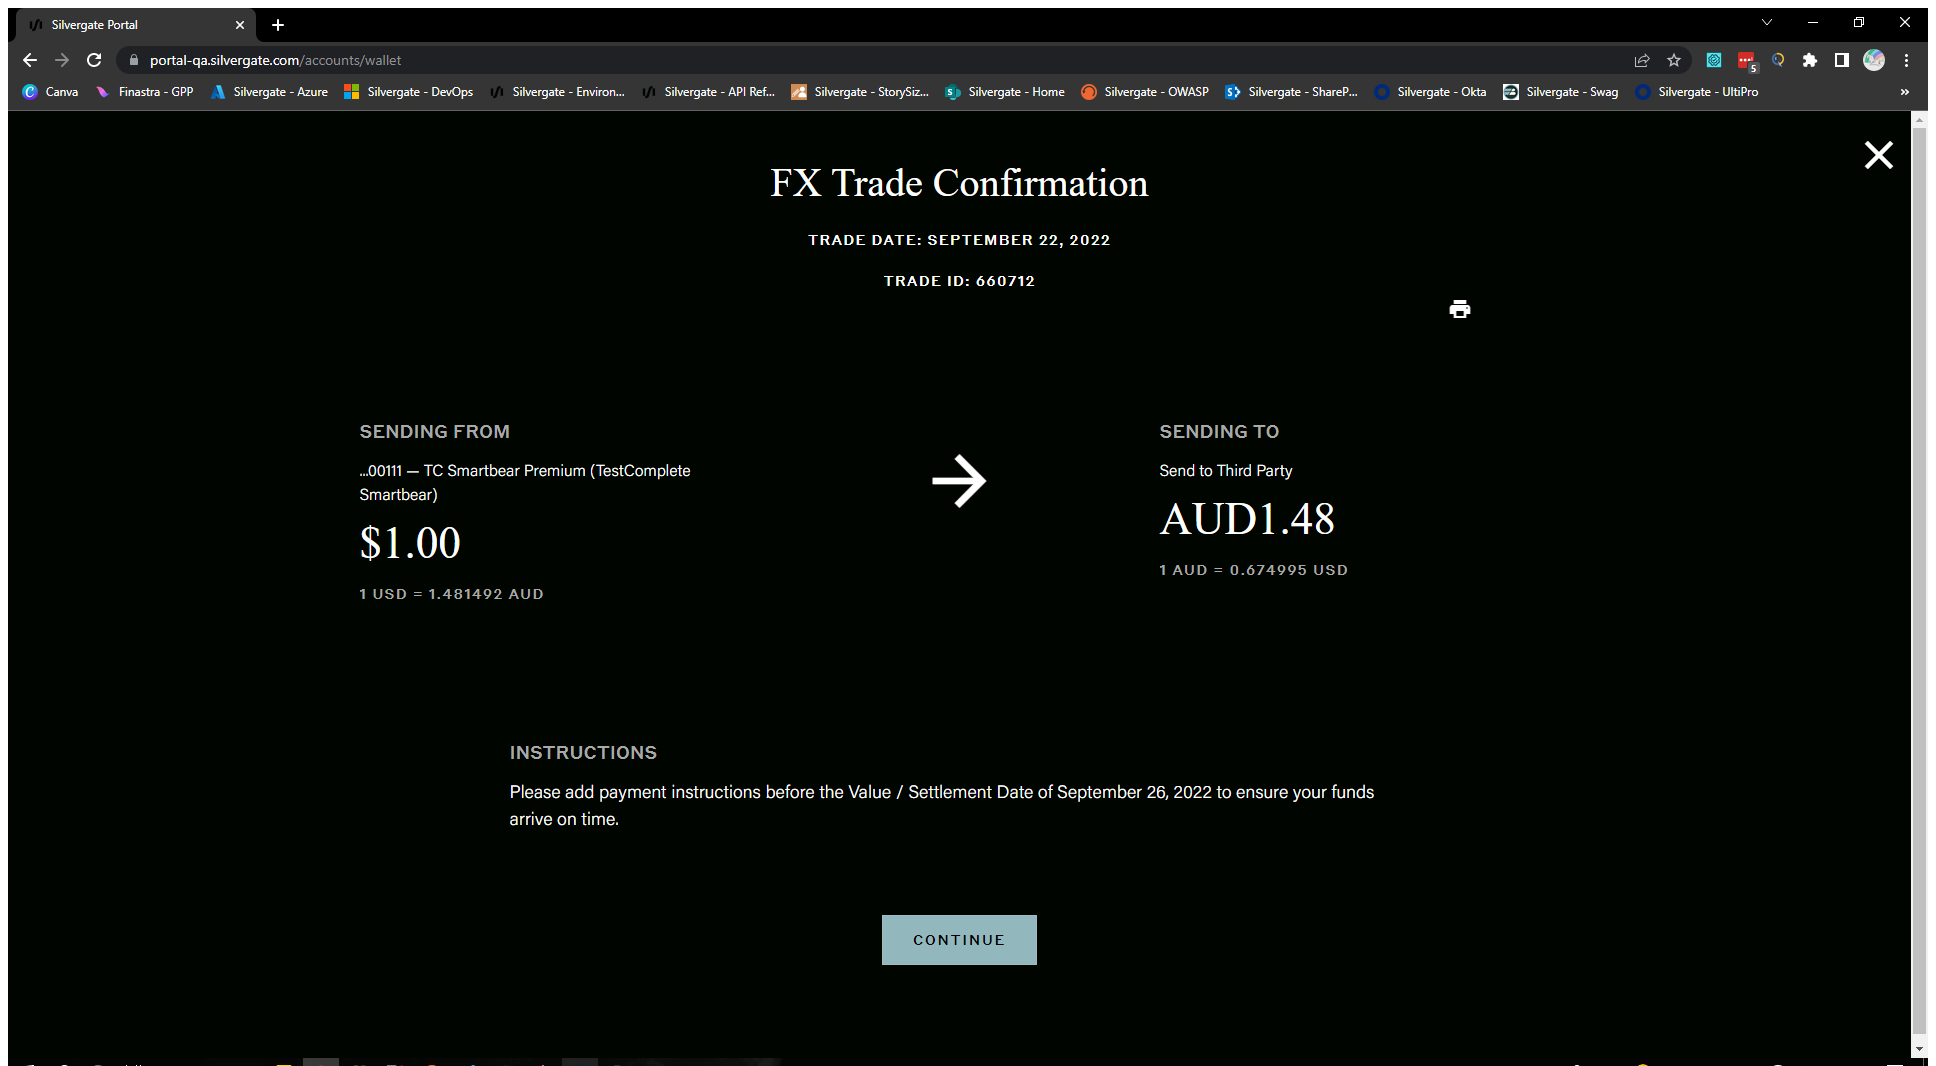 Silvergate Portal
portal-qa.silvergate.com/accounts/wallet
5
Canva
Finastra - GPP
Silvergate - Azure
Silvergate - DevOps
Silvergate - Environ...
Silvergate - API Ref...
Silvergate - StorySiz...
Silvergate - Home
Silvergate - OWASP
Silvergate - ShareP...
Silvergate - Okta
Silvergate - Swag
Silvergate - UltiPro
»
FX Trade Confirmation
TRADE DATE: SEPTEMBER 22, 2022
TRADE ID: 660712
SENDING FROM
...00111 — TC Smartbear Premium (TestComplete
Smartbear)
$1.00
1 USD = 1.481492 AUD
SENDING TO
Send to Third Party
AUD1.48
1 AUD = 0.674995 USD
INSTRUCTIONS
Please add payment instructions before the Value / Settlement Date of September 26, 2022 to ensure your funds
arrive on time.
CONTINUE